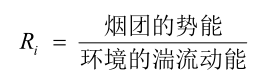 R_i = 烟团的势能 / 环境的湍流动能